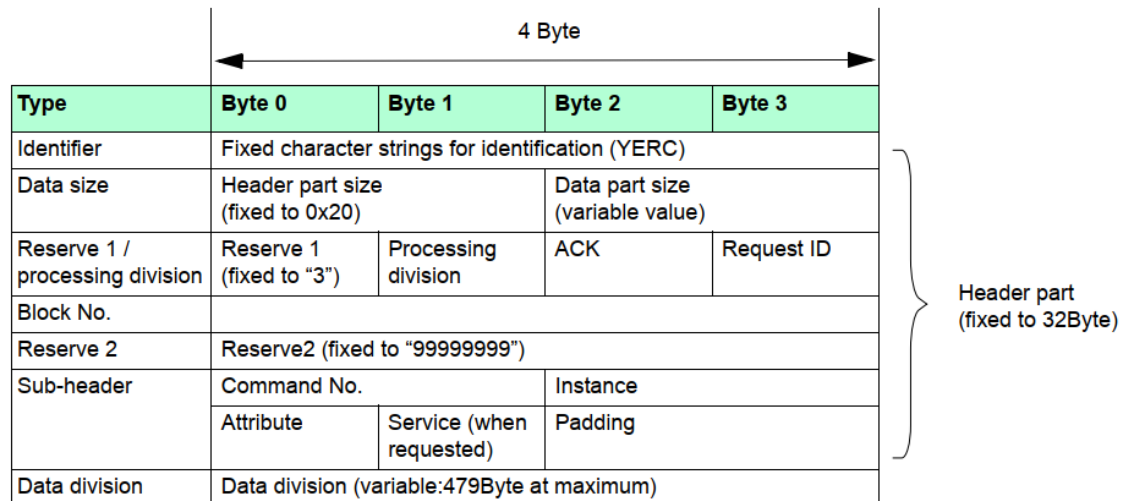 4 Byte
Type Byte 0 Byte 1 Byte 2 Byte 3
Identifier Fixed character strings for identification (YERC)
Data size Header part size Data part size
(fixed to 0x20) (variable value)
Reserve 1 / Reserve 1 Processing ACK Request ID
processing division (fixed to “3”) division
Block No.
Reserve 2 Reserve2 (fixed to “99999999”)
Sub-header Command No. Instance
Attribute Service (when Padding
requested)
Data division Data division (variable:479Byte at maximum)
Header part
(fixed to 32Byte)